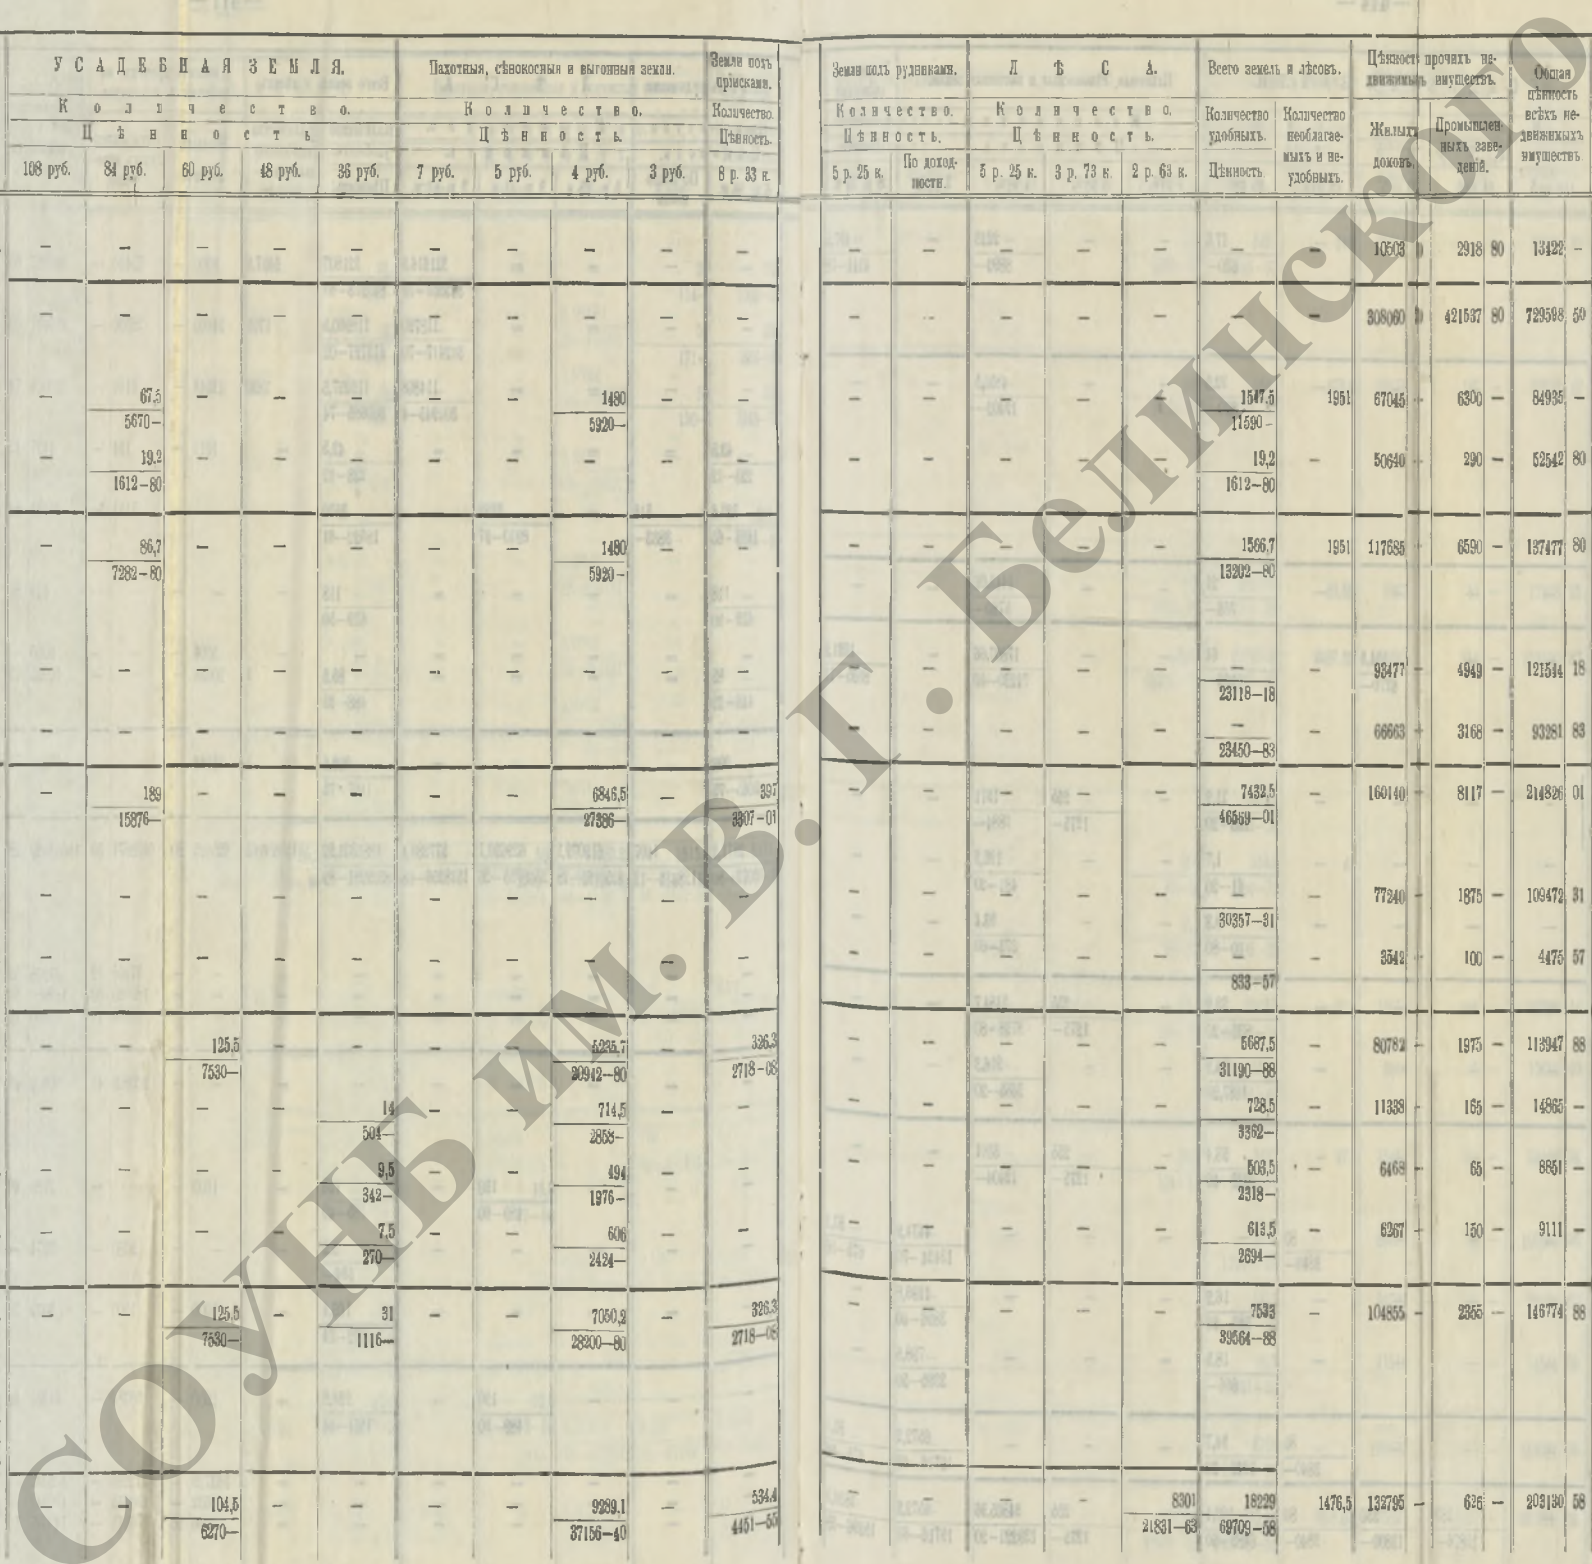 УСАДЕБНАЯ ЗЕМЛЯ. Пахотныя, сѣнокосныя и выгонныя земли. Земли подъ пріисками. Земли подъ рудниками. ЛѢСА. Всего земель и лѣсовъ. Цѣнность прочихъ недвижимыхъ имуществъ. Общая цѣнность всѣхъ недвижимыхъ имуществъ
Количество. Количество. Количество. Количество. Количество. Количество удобныхъ. Количество необлагаемыхъ и неудобныхъ. Жилыхъ домовъ. Промышленныхъ заведеній.
Цѣнность Цѣнность. Цѣнность. Цѣнность. Цѣнность. Цѣнность
108 руб. 84 руб. 60 руб. 48 руб. 36 руб. 7 руб. 5 руб. 4 руб. 3 руб. 8 р. 33 к. 5 р. 25 к. По доходности. 5 р. 25 к. 3 р. 73 к. 2 р. 63 к.
— — — — — — — — — — — — — — — — — 10503 2918 80 13422 —
— — — — — — — — — — — — — — — — — 308060 421537 80 729598 50
— 67,5 — — — — — 1480 — — — — — — — 1547,5 1951 67045 — 6300 — 84935 —
5670— 5920— 11590—
— 19,2 — — — — — — — — — — — — — 19,2 — 50640 — 290 — 52542 80
1612—80 1612—80
— 86,7 — — — — — 1480 — — — — — — — 1566,7 1951 117685 — 6590 — 137477 80
7282—80 5920— 13202—80
— — — — — — — — — — — — — — — — — 93477 — 4949 — 121544 18
23118—18
— — — — — — — — — — — — — — — — — 66663 — 3168 — 93281 83
23450—83
— 189 — — — — — 6846,5 — 397 — — — — — 7432,5 — 160140 — 8117 — 214826 01
15876— 27386— 3307—01 46569—01
— — — — — — — — — — — — — — — — — 77240 — 1875 — 109472 31
30357—31
— — — — — — — — — — — — — — — — — 3542 — 100 — 4475 57
833—57
— — 125,5 — — — — 5235,7 — 326,3 — — — — — 5687,5 — 80782 — 1975 — 113947 88
7530— 20942—80 2718—08 31190—88
— — — — 14 — — 714,5 — — — — — — — 728,5 — 11338 — 165 — 14865 —
504— 2858— 3362—
— — — — 9,5 — — 494 — — — — — — — 503,5 — 6468 — 65 — 8851 —
342— 1976— 2318—
— — — — 7,5 — — 606 — — — — — — — 613,5 — 6267 — 150 — 9111 —
270— 2424— 2694—
— — 125,5 — 31 — — 7050,2 — 326,3 — — — — — 7533 — 104855 — 2355 — 146774 88
7530— 1116— 28200—80 2718—08 39564—88
— — 104,5 — — — — 9289,1 — 534,4 — — — — 8301 18229 1476,5 132795 — 626 — 203130 58
6270— 37156—40 4451—55 21831—63 69709—58
СОУНБ им. В. Г. Белинского